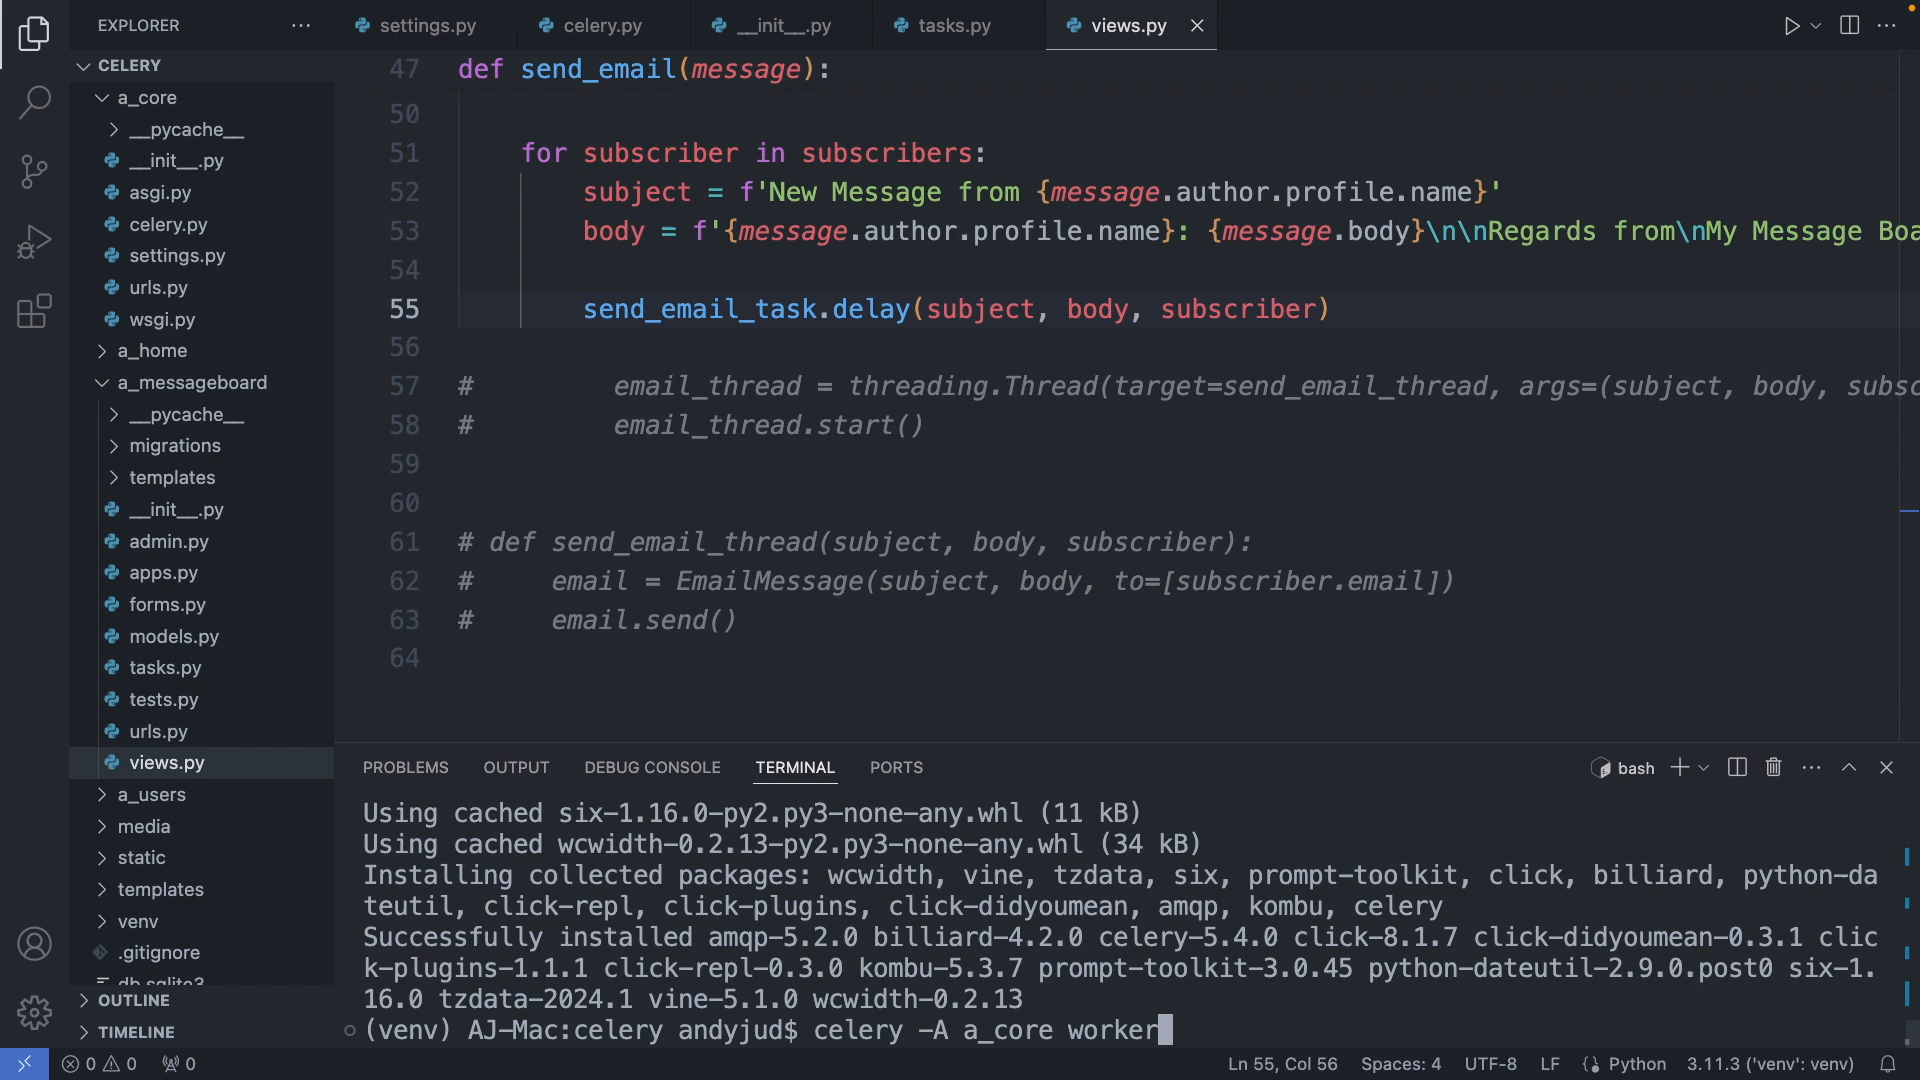 EXPLORER
settings.py
celery.py
__init__.py
tasks.py
views.py
CELERY
a_core
__pycache__
__init__.py
asgi.py
celery.py
settings.py
urls.py
wsgi.py
a_home
a_messageboard
__pycache__
migrations
templates
__init__.py
admin.py
apps.py
forms.py
models.py
tasks.py
tests.py
urls.py
views.py
a_users
media
static
templates
venv
.gitignore
db.sqlite3
OUTLINE
TIMELINE
47 def send_email(message):
50
51 for subscriber in subscribers:
52 subject = f'New Message from {message.author.profile.name}'
53 body = f'{message.author.profile.name}: {message.body}\n\nRegards from\nMy Message Boa
54
55 send_email_task.delay(subject, body, subscriber)
56
57 # email_thread = threading.Thread(target=send_email_thread, args=(subject, body, subsc
58 # email_thread.start()
59
60
61 # def send_email_thread(subject, body, subscriber):
62 # email = EmailMessage(subject, body, to=[subscriber.email])
63 # email.send()
64
PROBLEMS OUTPUT DEBUG CONSOLE TERMINAL PORTS
bash
Using cached six-1.16.0-py2.py3-none-any.whl (11 kB)
Using cached wcwidth-0.2.13-py2.py3-none-any.whl (34 kB)
Installing collected packages: wcwidth, vine, tzdata, six, prompt-toolkit, click, billiard, python-da
teutil, click-repl, click-plugins, click-didyoumean, amqp, kombu, celery
Successfully installed amqp-5.2.0 billiard-4.2.0 celery-5.4.0 click-8.1.7 click-didyoumean-0.3.1 clic
k-plugins-1.1.1 click-repl-0.3.0 kombu-5.3.7 prompt-toolkit-3.0.45 python-dateutil-2.9.0.post0 six-1.
16.0 tzdata-2024.1 vine-5.1.0 wcwidth-0.2.13
(venv) AJ-Mac:celery andyjud$ celery -A a_core worker
0 0 0
Ln 55, Col 56 Spaces: 4 UTF-8 LF Python 3.11.3 ('venv': venv)